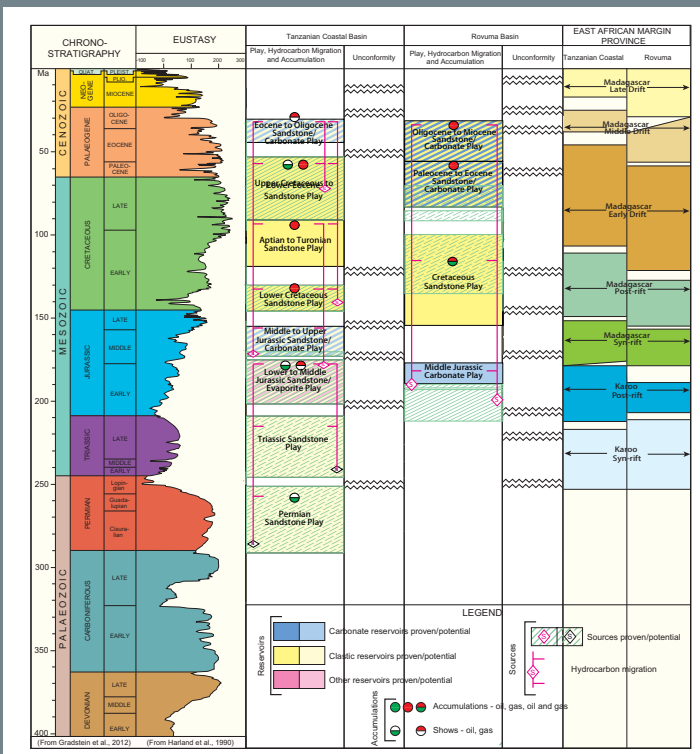 CHRONO-
STRATIGRAPHY
EUSTASY
Tanzanian Coastal Basin
Rovuma Basin
EAST AFRICAN MARGIN
PROVINCE
Play, Hydrocarbon Migration
and Accumulation
Unconformity
Play, Hydrocarbon Migration
and Accumulation
Unconformity
Tanzanian Coastal
Rovuma
Ma
-100
0
100
200
300
50
100
150
200
250
300
350
400
CENOZOIC
MESOZOIC
PALAEOZOIC
QUAT.
PLEIST.
NEO-
GENE
PLIO.
MIOCENE
PALAEOGENE
OLIGO-
CENE
EOCENE
PALEO-
CENE
CRETACEOUS
LATE
EARLY
JURASSIC
LATE
MIDDLE
EARLY
TRIASSIC
LATE
MIDDLE
EARLY
PERMIAN
Lopin-
gian
Guada-
lupian
Cisura-
lian
CARBONIFEROUS
LATE
EARLY
DEVONIAN
LATE
MIDDLE
EARLY
(From Gradstein et al., 2012)
(From Harland et al., 1990)
Eocene to Oligocene
Sandstone/
Carbonate Play
Upper Cretaceous to
Lower Eocene
Sandstone Play
Aptian to Turonian
Sandstone Play
Lower Cretaceous
Sandstone Play
Middle to Upper
Jurassic Sandstone/
Carbonate Play
Lower to Middle
Jurassic Sandstone/
Evaporite Play
Triassic Sandstone
Play
Permian
Sandstone Play
Oligocene to Miocene
Sandstone/
Carbonate Play
Paleocene to Eocene
Sandstone/
Carbonate Play
Cretaceous
Sandstone Play
Middle Jurassic
Carbonate Play
S
S
Madagascar
Late Drift
Madagascar
Middle Drift
Madagascar
Early Drift
Madagascar
Post-rift
Madagascar
Syn-rift
Karoo
Post-rift
Karoo
Syn-rift
LEGEND
Reservoirs
Carbonate reservoirs proven/potential
Clastic reservoirs proven/potential
Other reservoirs proven/potential
Accumulations
Accumulations - oil, gas, oil and gas
Shows - oil, gas
Sources
S
S
Sources proven/potential
S
Hydrocarbon migration